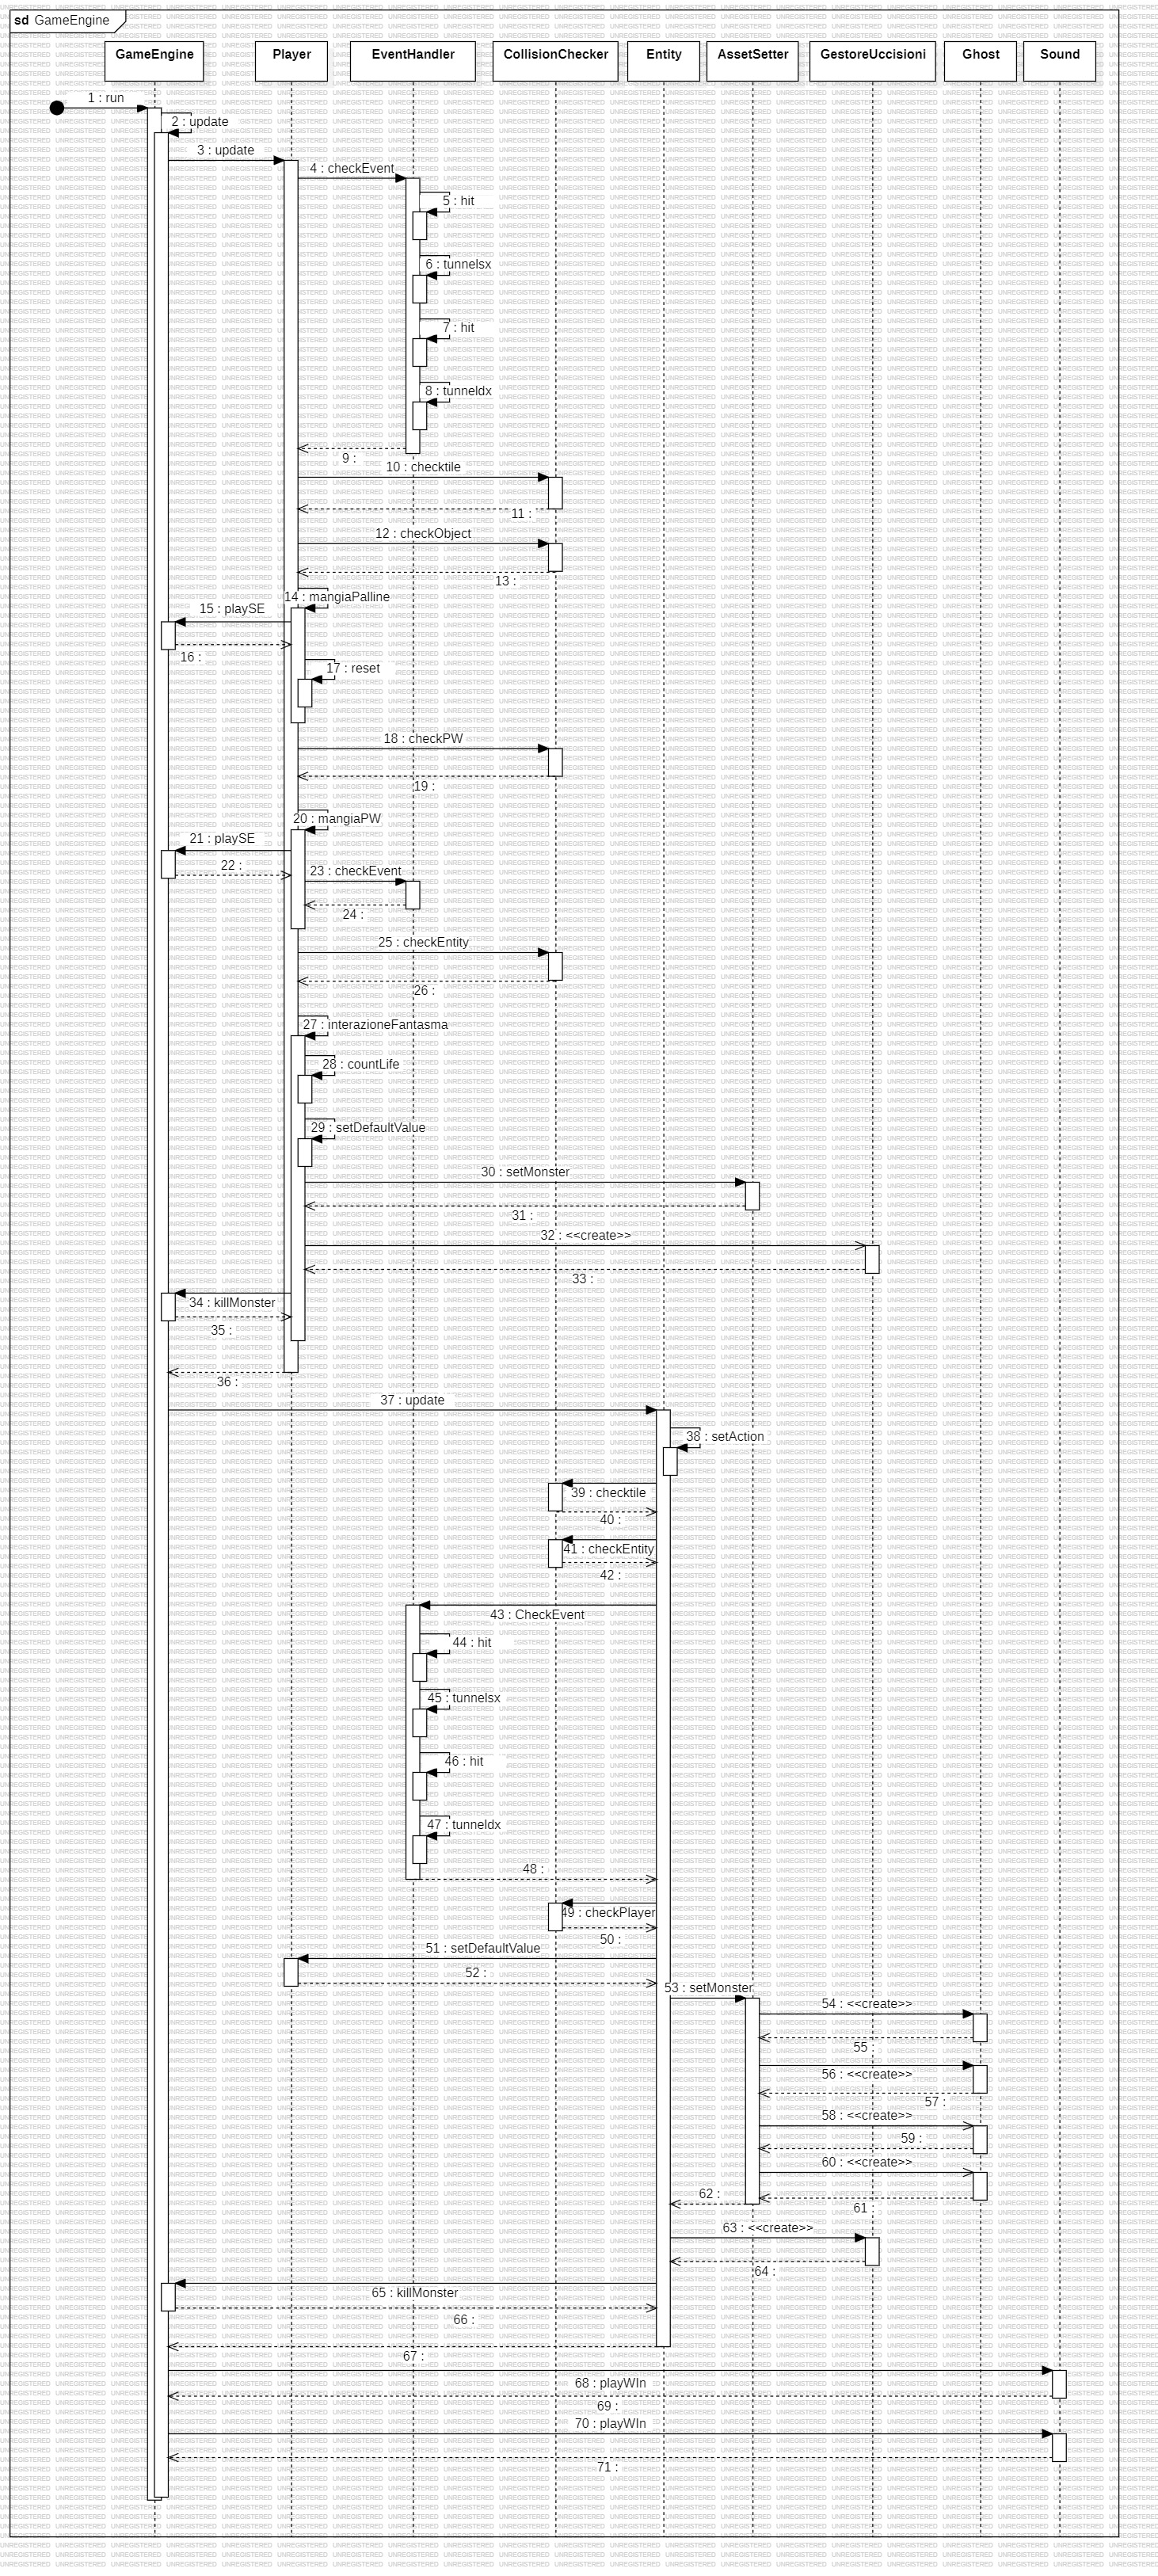 sd GameEngine
GameEngine
Player
EventHandler
CollisionChecker
Entity
AssetSetter
GestoreUccisioni
Ghost
Sound
1 : run
2 : update
3 : update
4 : checkEvent
5 : hit
6 : tunnelsx
7 : hit
8 : tunneldx
9 :
10 : checktile
11 :
12 : checkObject
13 :
14 : mangiaPalline
15 : playSE
16 :
17 : reset
18 : checkPW
19 :
20 : mangiaPW
21 : playSE
22 :
23 : checkEvent
24 :
25 : checkEntity
26 :
27 : interazioneFantasma
28 : countLife
29 : setDefaultValue
30 : setMonster
31 :
32 : <<create>>
33 :
34 : killMonster
35 :
36 :
37 : update
38 : setAction
39 : checktile
40 :
41 : checkEntity
42 :
43 : CheckEvent
44 : hit
45 : tunnelsx
46 : hit
47 : tunneldx
48 :
49 : checkPlayer
50 :
51 : setDefaultValue
52 :
53 : setMonster
54 : <<create>>
55 :
56 : <<create>>
57 :
58 : <<create>>
59 :
60 : <<create>>
62 :
61 :
63 : <<create>>
64 :
65 : killMonster
66 :
67 :
68 : playWIn
69 :
70 : playWIn
71 :
UNREGISTERED